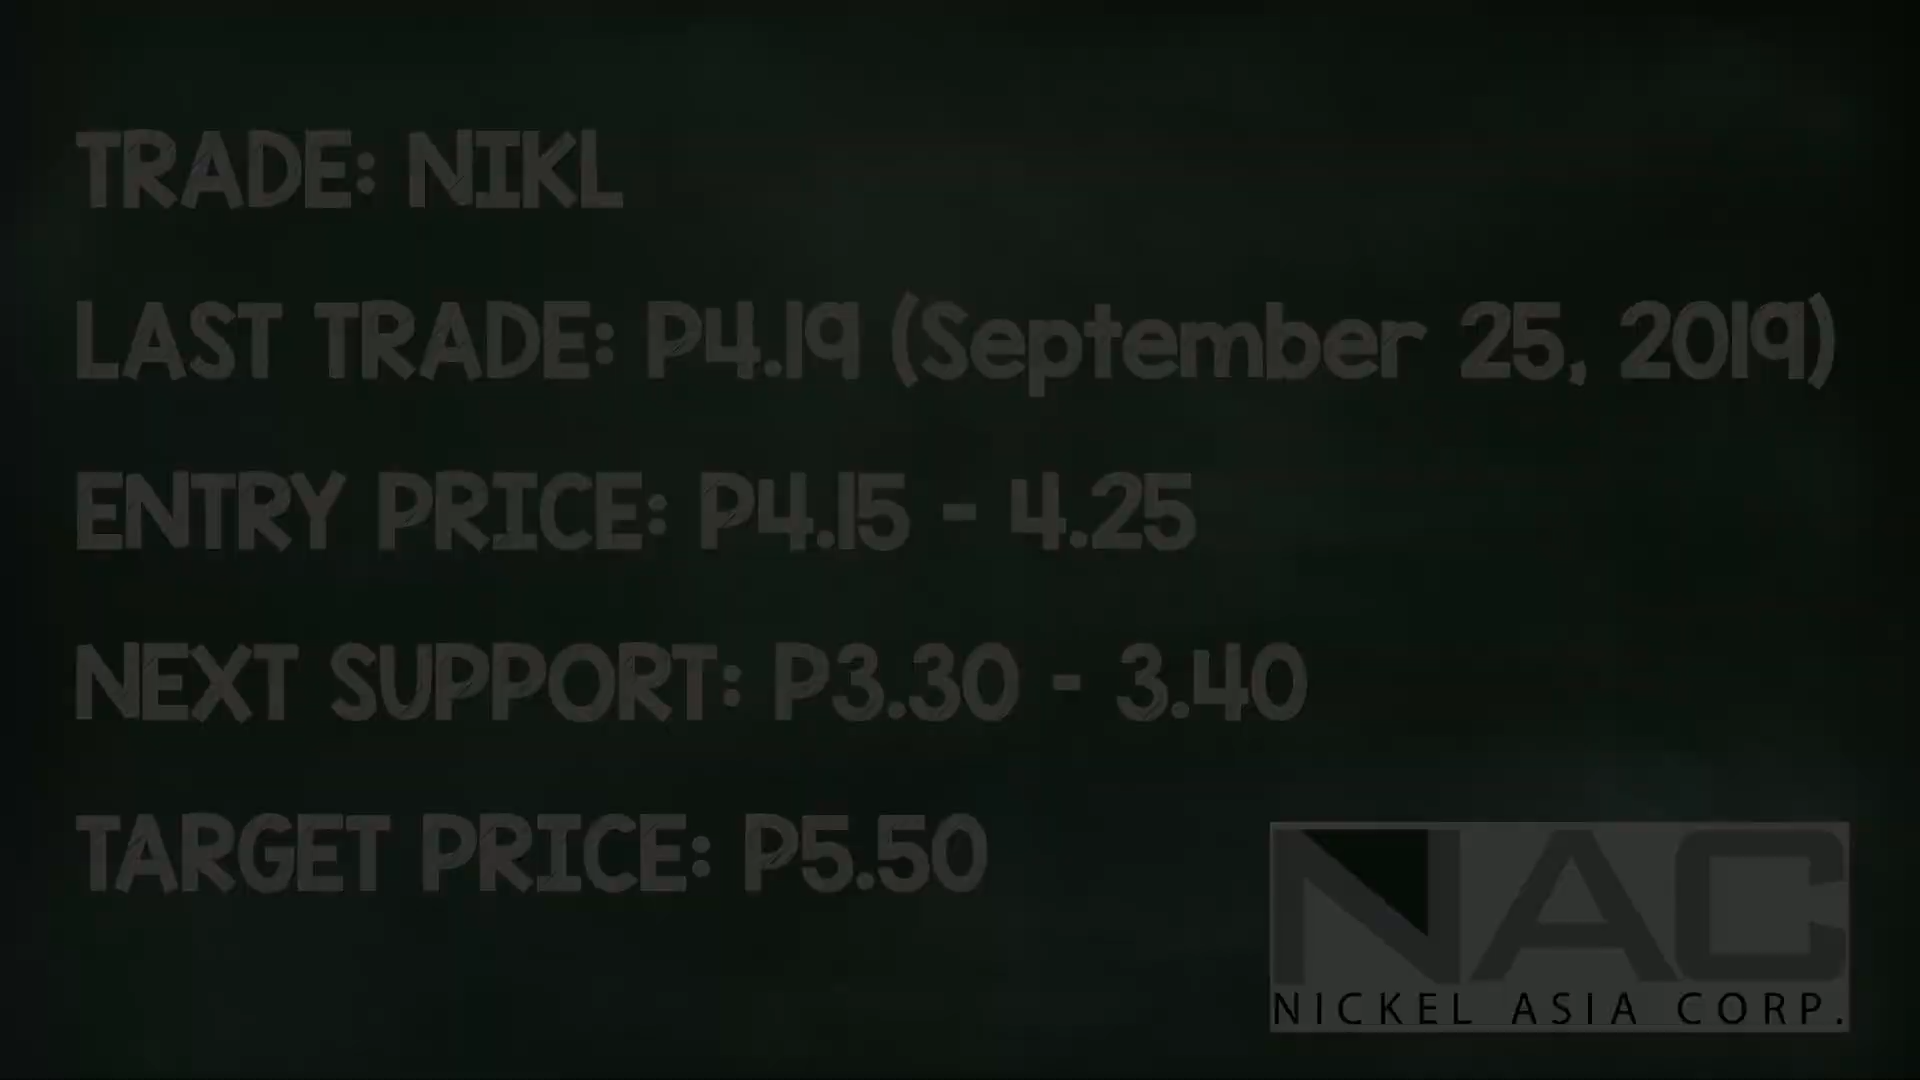 TRADE: NIKL
LAST TRADE: P4.19 (September 25, 2019)
ENTRY PRICE: P4.15 - 4.25
NEXT SUPPORT: P3.30 - 3.40
TARGET PRICE: P5.50
NAC
NICKEL ASIA CORP.